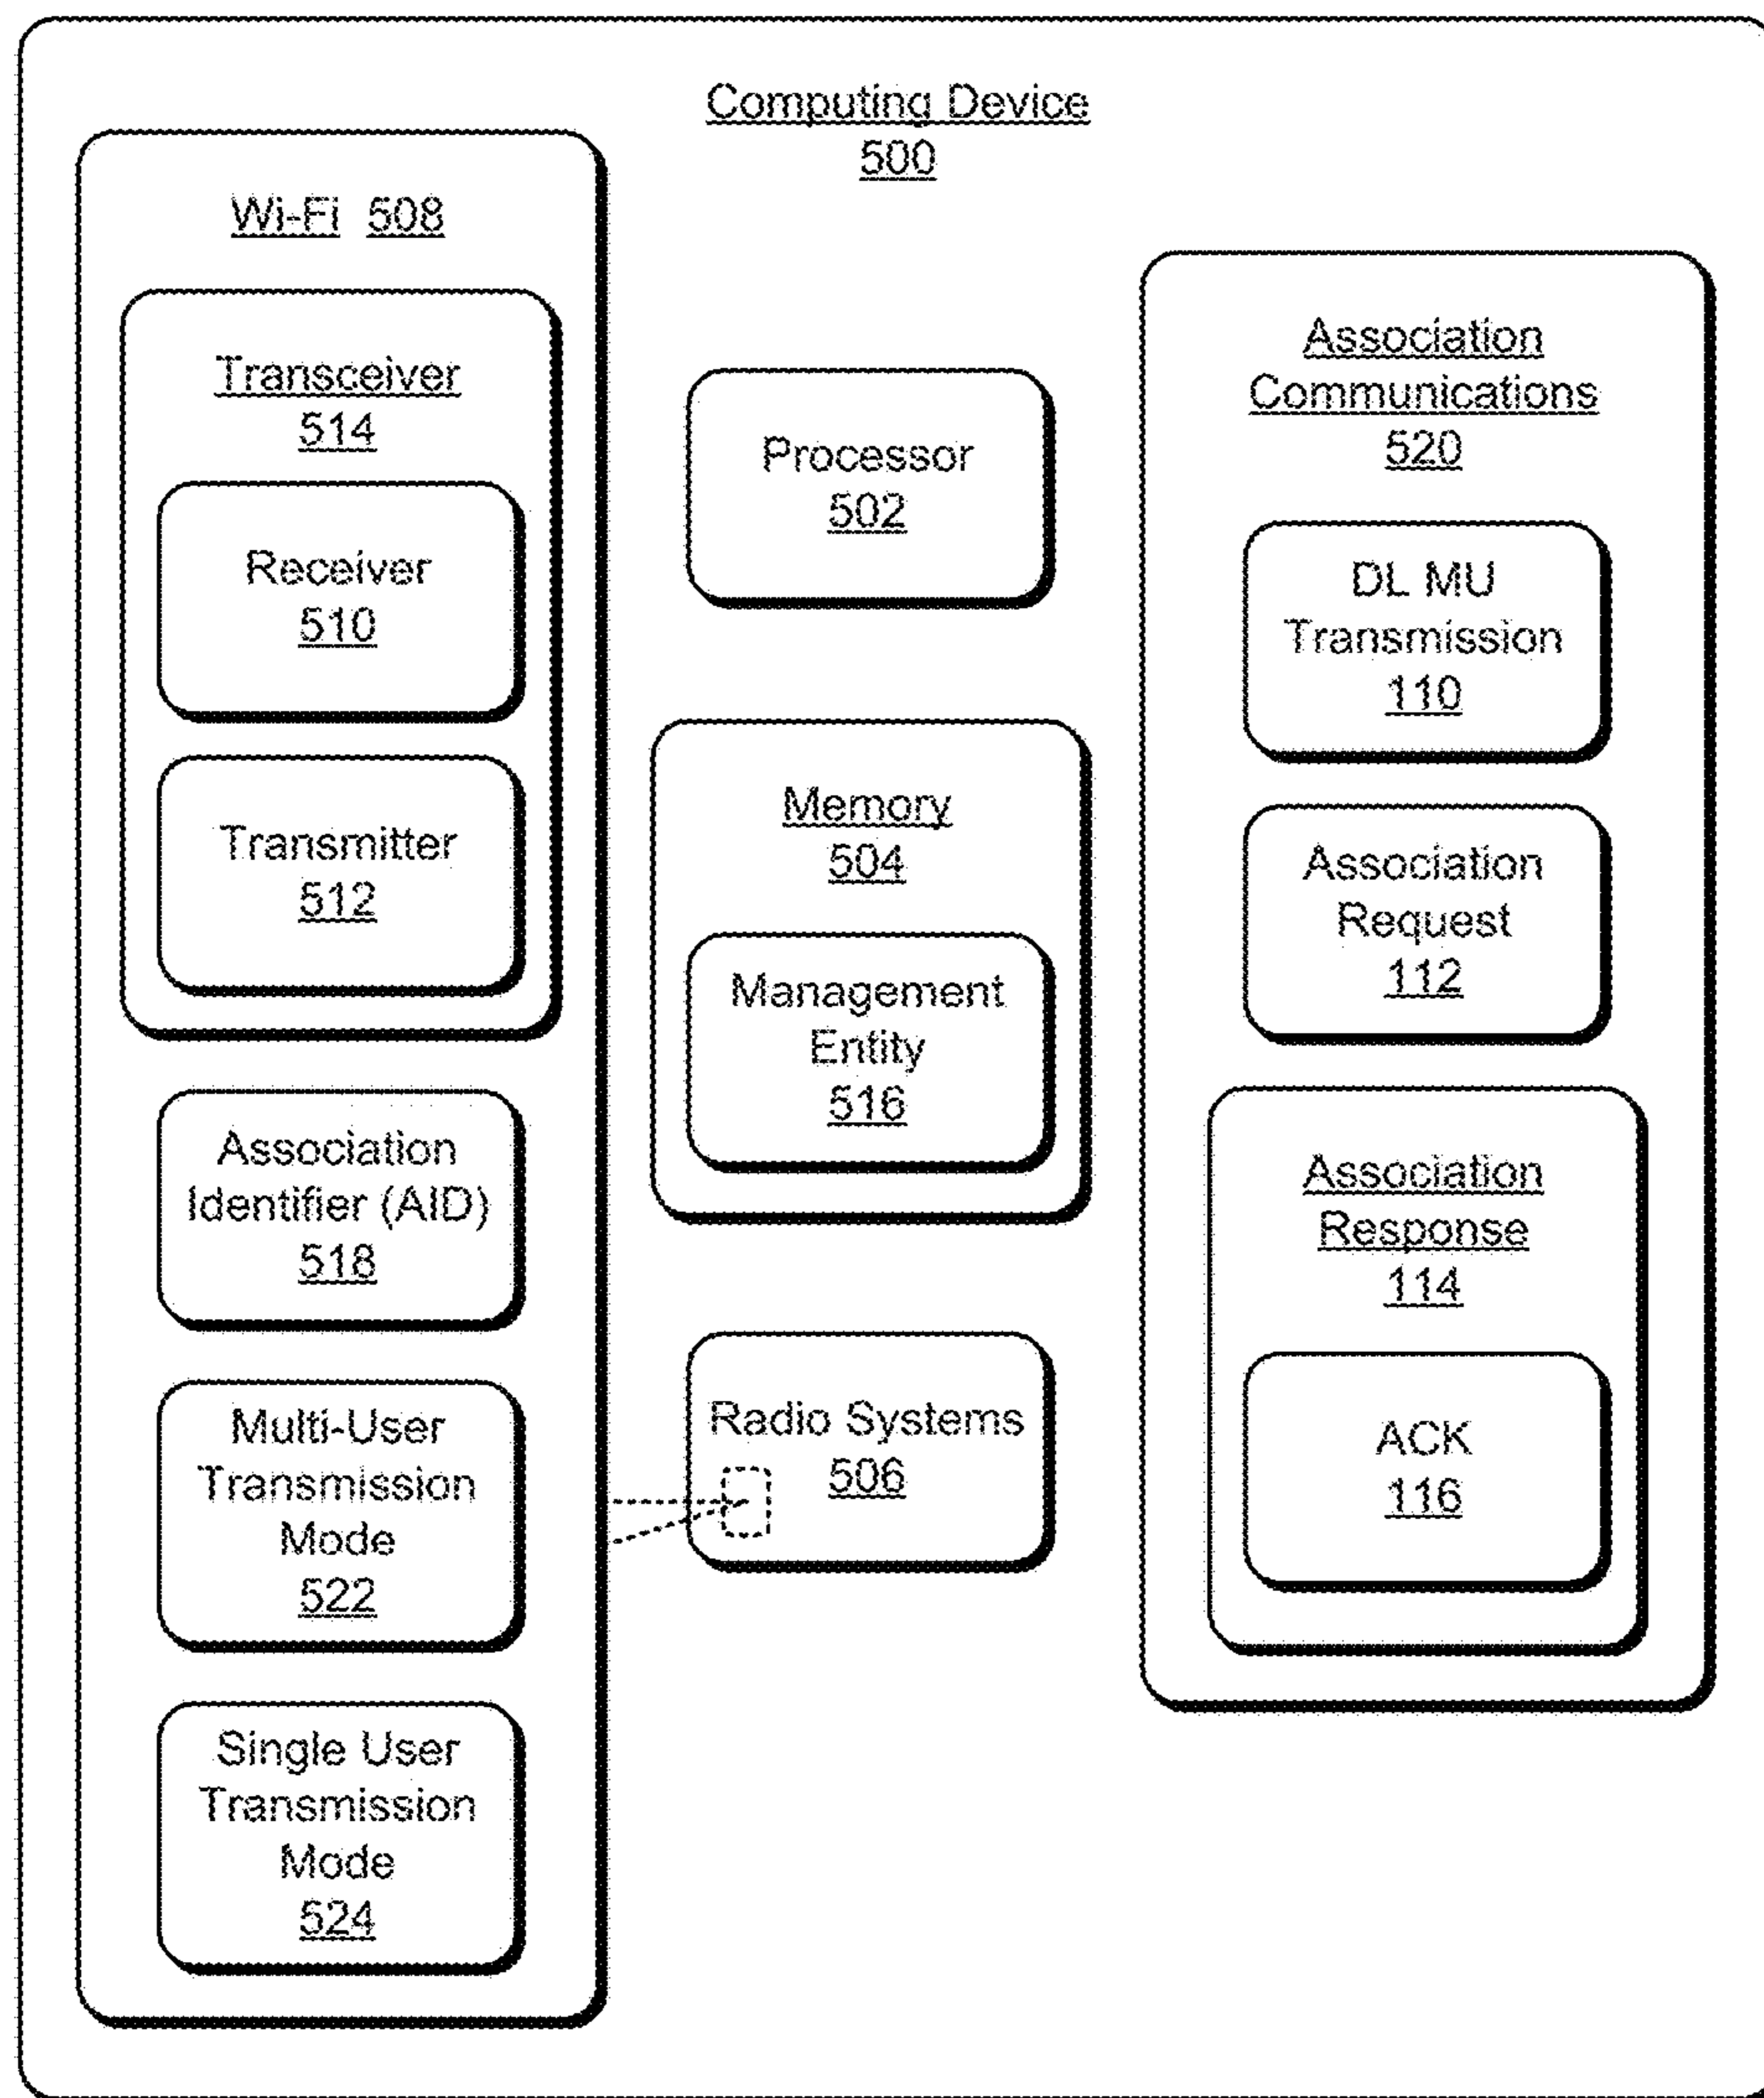 Computing Device
500
Wi-Fi 508
Transceiver
514
Receiver
510
Transmitter
512
Association
Identifier (AID)
518
Multi-User
Transmission
Mode
522
Single User
Transmission
Mode
524
Processor
502
Memory
504
Management
Entity
516
Radio Systems
506
Association
Communications
520
DL MU
Transmission
110
Association
Request
112
Association
Response
114
ACK
116